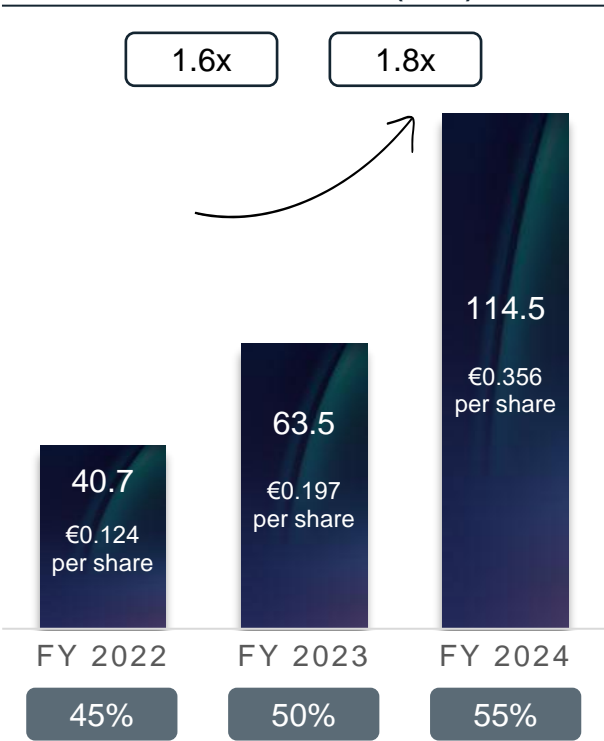 1.6x 1.8x
114.5
€0.356
per share
63.5
€0.197
per share
40.7
€0.124
per share
FY 2022 FY 2023 FY 2024
45% 50% 55%